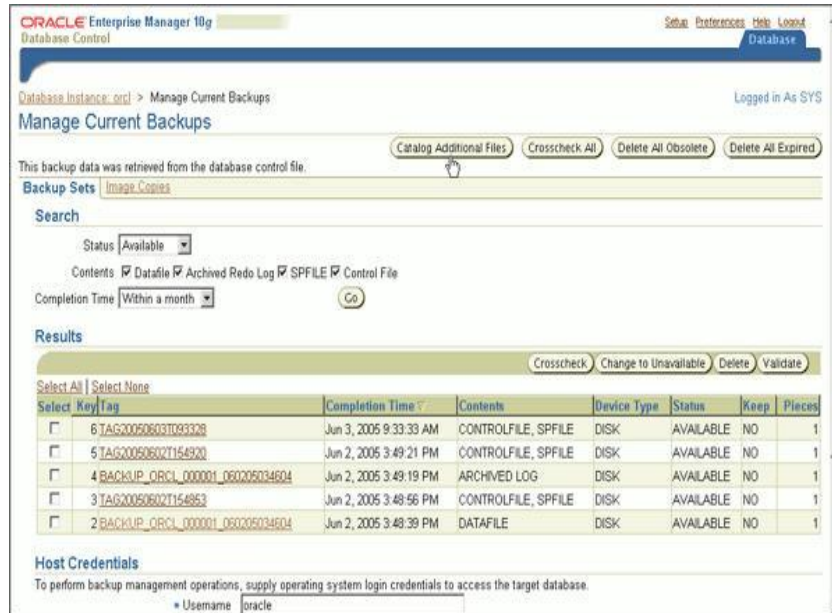 ORACLE Enterprise Manager 10g
Database Control
Setup Preferences Help Logout
Database
Database Instance: orcl > Manage Current Backups
Logged in As SYS
Manage Current Backups
Catalog Additional Files Crosscheck All Delete All Obsolete Delete All Expired
This backup data was retrieved from the database control file.
Backup Sets Image Copies
Search
Status Available
Contents Datafile Archived Redo Log SPFILE Control File
Completion Time Within a month Go
Results
Crosscheck Change to Unavailable Delete Validate
Select All | Select None
Select Key Tag Completion Time Contents Device Type Status Keep Pieces
6 TAG20050603T093328 Jun 3, 2005 9:33:33 AM CONTROLFILE, SPFILE DISK AVAILABLE NO 1
5 TAG20050602T154920 Jun 2, 2005 3:49:21 PM CONTROLFILE, SPFILE DISK AVAILABLE NO 1
4 BACKUP_ORCL_000001_060205034604 Jun 2, 2005 3:49:19 PM ARCHIVED LOG DISK AVAILABLE NO 1
3 TAG20050602T154853 Jun 2, 2005 3:48:56 PM CONTROLFILE, SPFILE DISK AVAILABLE NO 1
2 BACKUP_ORCL_000001_060205034604 Jun 2, 2005 3:48:39 PM DATAFILE DISK AVAILABLE NO 1
Host Credentials
To perform backup management operations, supply operating system login credentials to access the target database.
* Username oracle